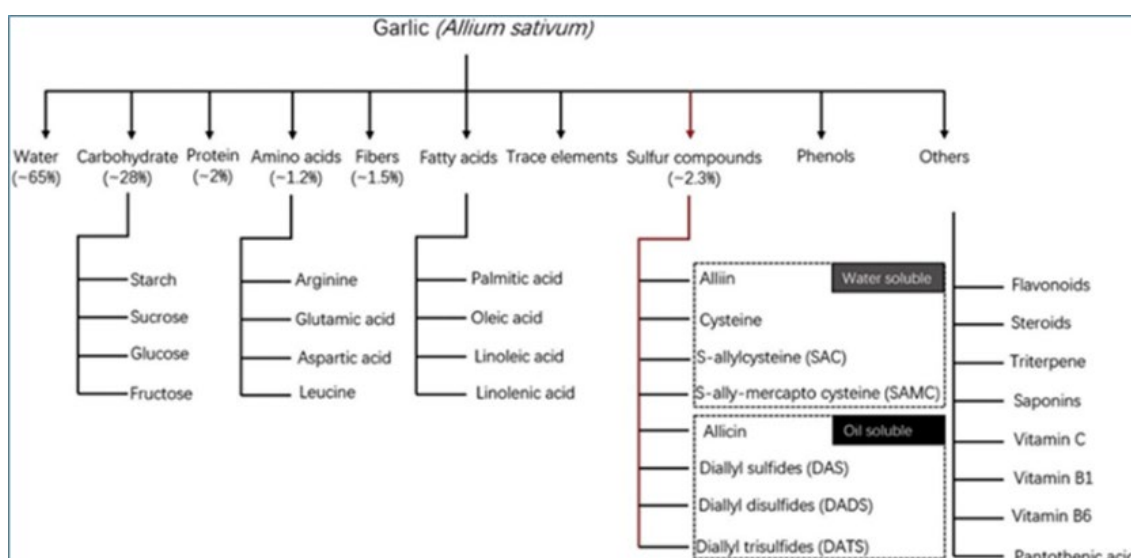 Garlic (Allium sativum)
Water
(~65%)
Carbohydrate
(~28%)
Protein
(~2%)
Amino acids
(~1.2%)
Fibers
(~1.5%)
Fatty acids
Trace elements
Sulfur compounds
(~2.3%)
Phenols
Others
Starch
Sucrose
Glucose
Fructose
Arginine
Glutamic acid
Aspartic acid
Leucine
Palmitic acid
Oleic acid
Linoleic acid
Linolenic acid
Alliin
Water soluble
Cysteine
S-allylcysteine (SAC)
S-ally-mercapto cysteine (SAMC)
Allicin
Oil soluble
Diallyl sulfides (DAS)
Diallyl disulfides (DADS)
Diallyl trisulfides (DATS)
Flavonoids
Steroids
Triterpene
Saponins
Vitamin C
Vitamin B1
Vitamin B6
Pantothenic acid